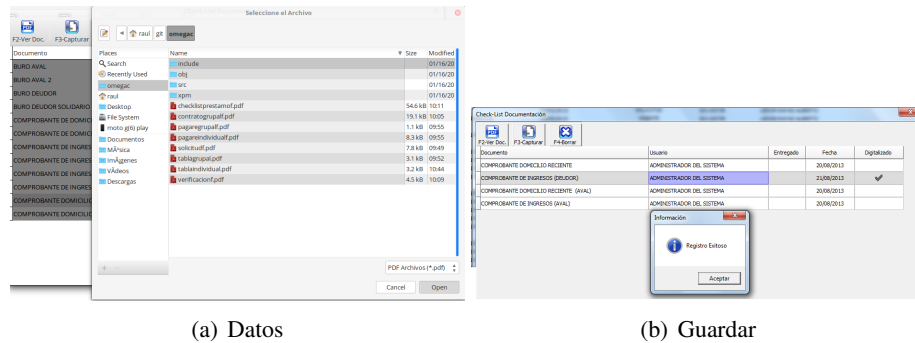 Seleccione el Archivo
F2-Ver Doc. F3-Capturar
raul git omegac
Documento
BURO AVAL
BURO AVAL 2
BURO DEUDOR
BURO DEUDOR SOLIDARIO
COMPROBANTE DE DOMIC
COMPROBANTE DE DOMIC
COMPROBANTE DE INGRES
COMPROBANTE DE INGRES
COMPROBANTE DE INGRES
COMPROBANTE DOMICILIO
COMPROBANTE DOMICILIO
Places
Search
Recently Used
omegac
raul
Desktop
File System
moto g(6) play
Documentos
MÃºsica
ImÃ¡genes
VÃ­deos
Descargas
Name Size Modified
include 01/16/20
obj 01/16/20
src 01/16/20
xpm 01/16/20
checklistprestamof.pdf 54.6 kB 10:11
contratogrupalf.pdf 19.1 kB 10:05
pagaregrupalf.pdf 1.1 kB 09:55
pagareindividualf.pdf 8.3 kB 09:55
solicitudf.pdf 7.8 kB 09:49
tablagrupal.pdf 3.1 kB 09:52
tablaindividual.pdf 3.2 kB 10:44
verificacionf.pdf 4.5 kB 10:09
PDF Archivos (*.pdf)
Cancel Open
(a) Datos
Check-List Documentación
F2-Ver Doc. F3-Capturar F4-Borrar
Documento Usuario Entregado Fecha Digitalizado
COMPROBANTE DOMICILIO RECIENTE ADMINISTRADOR DEL SISTEMA 20/08/2013
COMPROBANTE DE INGRESOS (DEUDOR) ADMINISTRADOR DEL SISTEMA 21/08/2013
COMPROBANTE DOMICILIO RECIENTE (AVAL) ADMINISTRADOR DEL SISTEMA 20/08/2013
COMPROBANTE DE INGRESOS (AVAL) ADMINISTRADOR DEL SISTEMA 20/08/2013
Información
Registro Exitoso
Aceptar
(b) Guardar